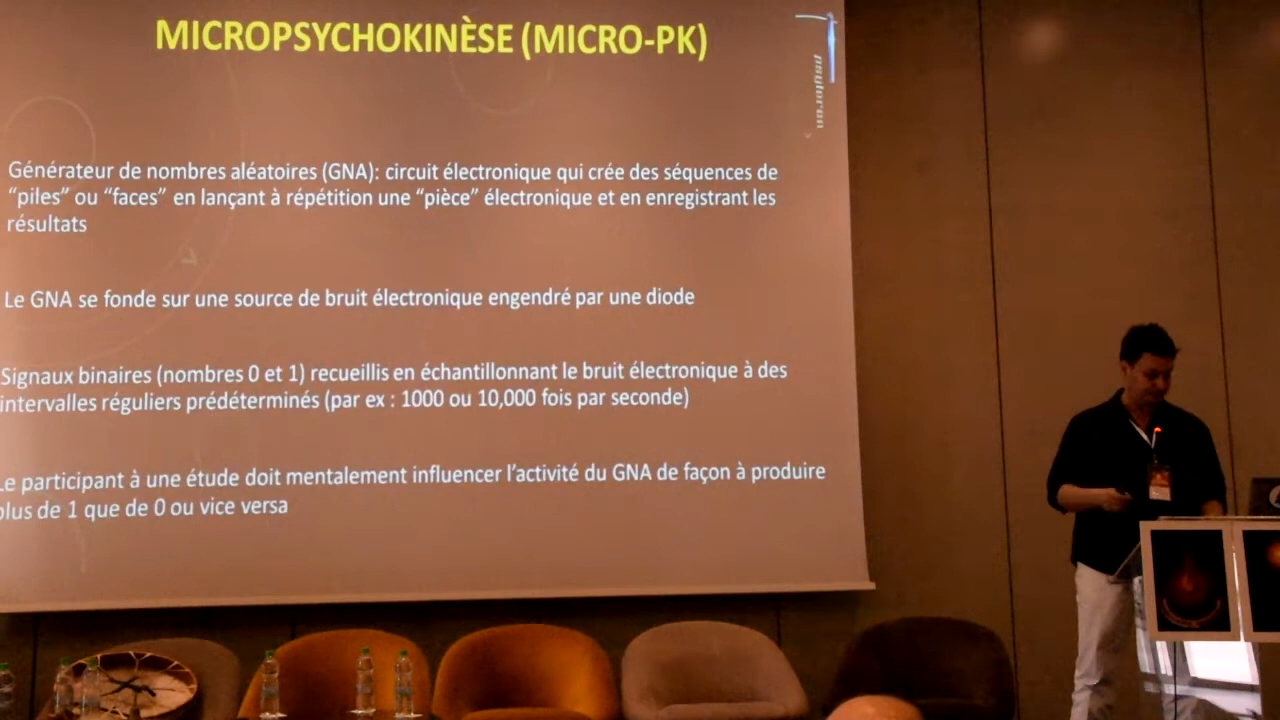 MICROPSYCHOKINÈSE (MICRO-PK)
psyleron
Générateur de nombres aléatoires (GNA): circuit électronique qui crée des séquences de
“piles” ou “faces” en lançant à répétition une “pièce” électronique et en enregistrant les
résultats
Le GNA se fonde sur une source de bruit électronique engendré par une diode
Signaux binaires (nombres 0 et 1) recueillis en échantillonnant le bruit électronique à des
intervalles réguliers prédéterminés (par ex : 1000 ou 10,000 fois par seconde)
Le participant à une étude doit mentalement influencer l’activité du GNA de façon à produire
plus de 1 que de 0 ou vice versa